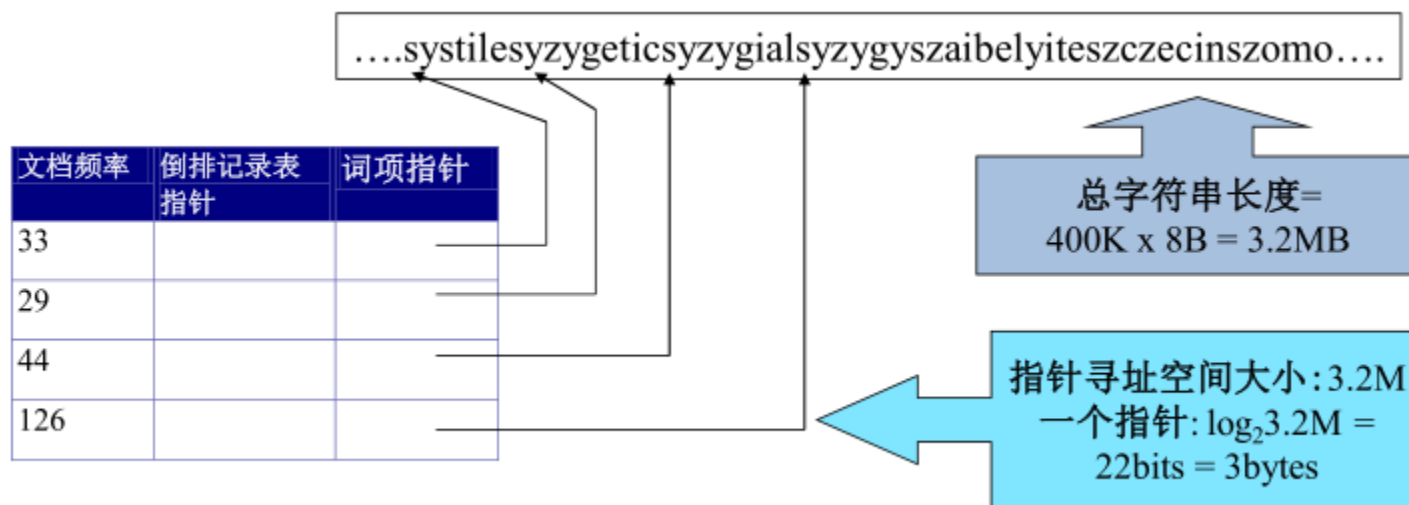 ….systilesyzygeticsyzygialsyzygyszaibelyiteszczecinszomo….
文档频率 倒排记录表 词项指针
指针
33
29
44
126
总字符串长度=
400K x 8B = 3.2MB
指针寻址空间大小:3.2M
一个指针: log₂3.2M =
22bits = 3bytes